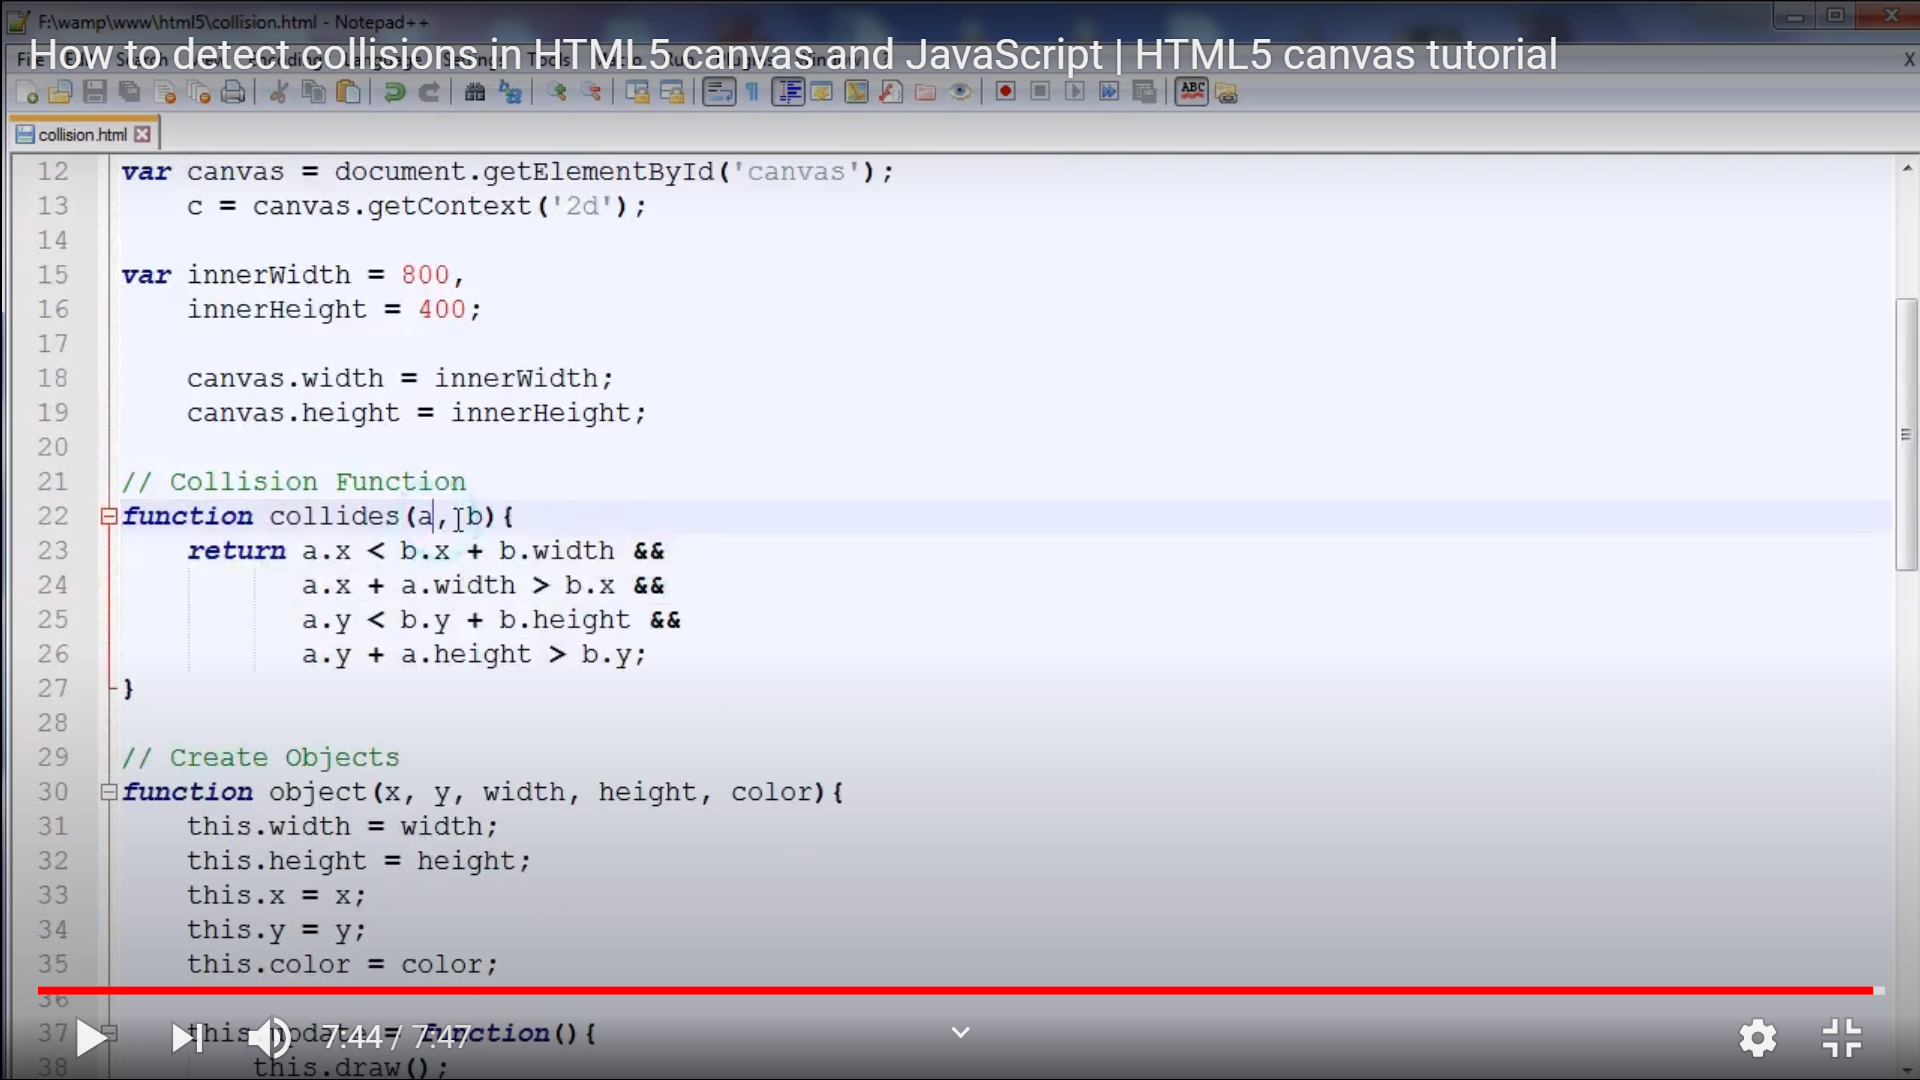 F:\wamp\www\html5\collision.html - Notepad++
How to detect collisions in HTML5 canvas and JavaScript | HTML5 canvas tutorial
X
ABC
collision.html
12 var canvas = document.getElementById('canvas');
13 c = canvas.getContext('2d');
14
15 var innerWidth = 800,
16 innerHeight = 400;
17
18 canvas.width = innerWidth;
19 canvas.height = innerHeight;
20
21 // Collision Function
22 function collides(a, b){
23 return a.x < b.x + b.width &&
24 a.x + a.width > b.x &&
25 a.y < b.y + b.height &&
26 a.y + a.height > b.y;
27 }
28
29 // Create Objects
30 function object(x, y, width, height, color){
31 this.width = width;
32 this.height = height;
33 this.x = x;
34 this.y = y;
35 this.color = color;
36
37 this.update = function(){
7:44 / 7:47
38 this.draw();